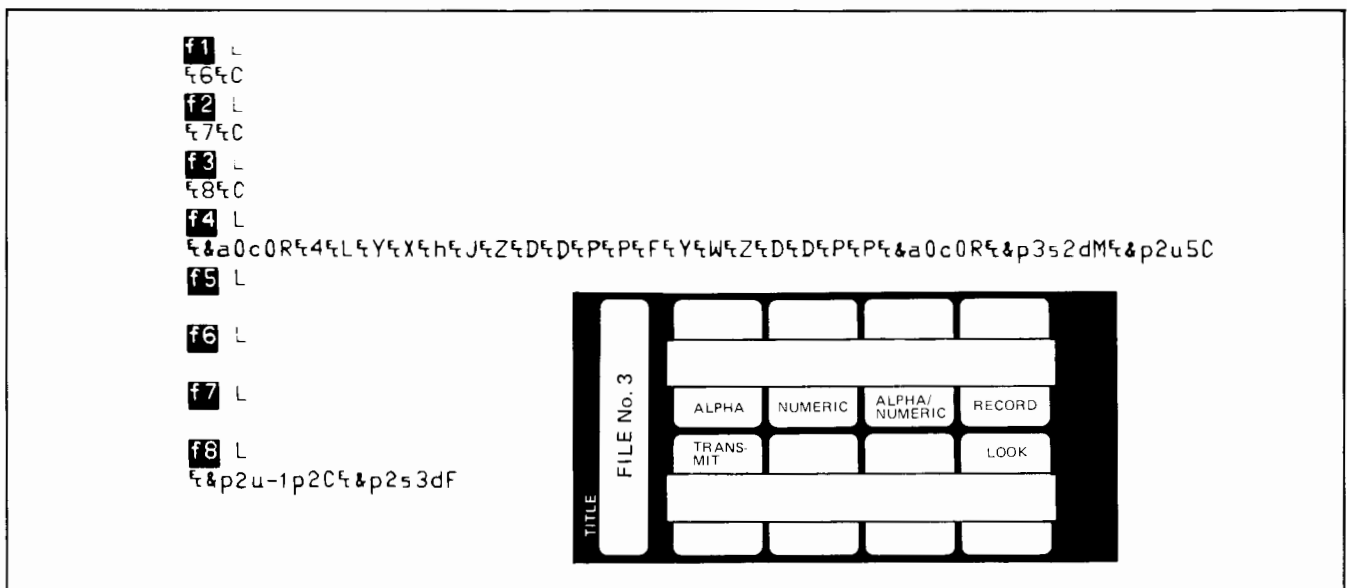 f1 L
␛6␛C
f2 L
␛7␛C
f3 L
␛8␛C
f4 L
␛&a0c0R␛4␛L␛Y␛X␛h␛J␛Z␛D␛D␛P␛P␛F␛Y␛W␛Z␛D␛D␛P␛P␛&a0c0R␛&p3s2dM␛&p2u5C
f5 L
f6 L
f7 L
f8 L
␛&p2u-1p2C␛&p2s3dF
TITLE
FILE No. 3
ALPHA
NUMERIC
ALPHA/
NUMERIC
RECORD
TRANS-
MIT
LOOK